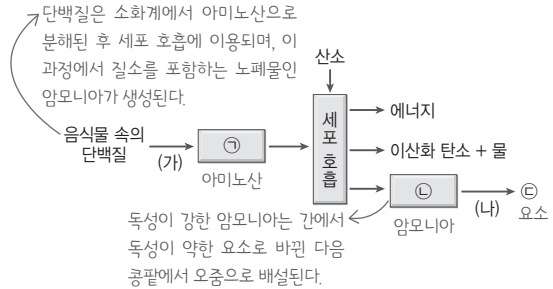 단백질은 소화계에서 아미노산으로
분해된 후 세포 호흡에 이용되며, 이
과정에서 질소를 포함하는 노폐물인
암모니아가 생성된다.
산소
음식물 속의
단백질
(가)
㉠
아미노산
세포 호흡
에너지
이산화 탄소 + 물
㉡
암모니아
(나)
㉢
요소
독성이 강한 암모니아는 간에서
독성이 약한 요소로 바뀐 다음
콩팥에서 오줌으로 배설된다.